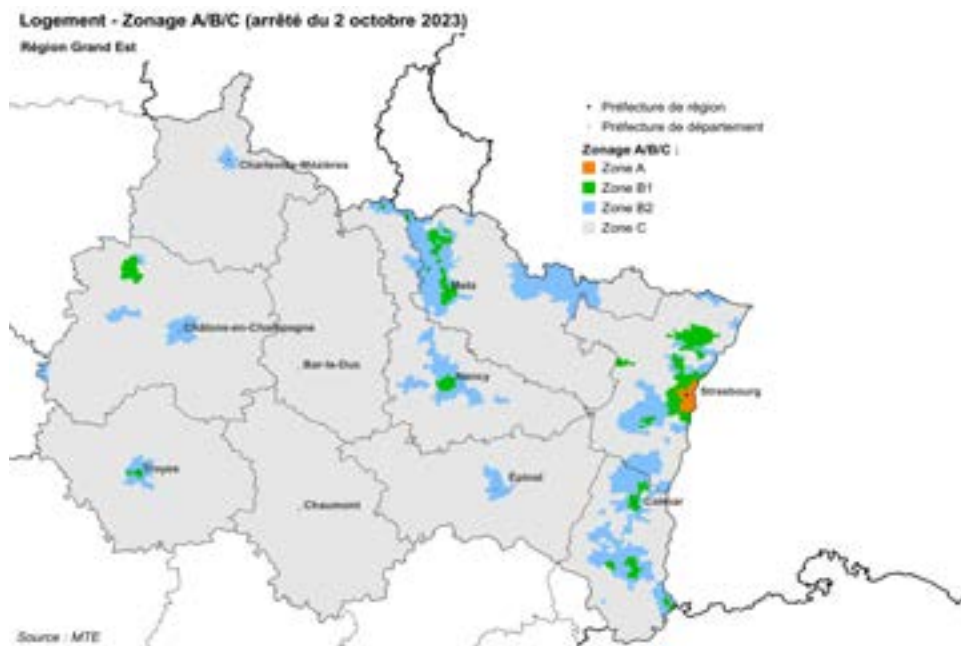 Logement - Zonage A/B/C (arrêté du 2 octobre 2023)
Région Grand Est
Préfecture de région
Préfecture de département
Zonage A/B/C :
Zone A
Zone B1
Zone B2
Zone C
Charleville-Mézières
Metz
Châlons-en-Champagne
Bar-le-Duc
Nancy
Strasbourg
Troyes
Épinal
Chaumont
Colmar
Source : MTE